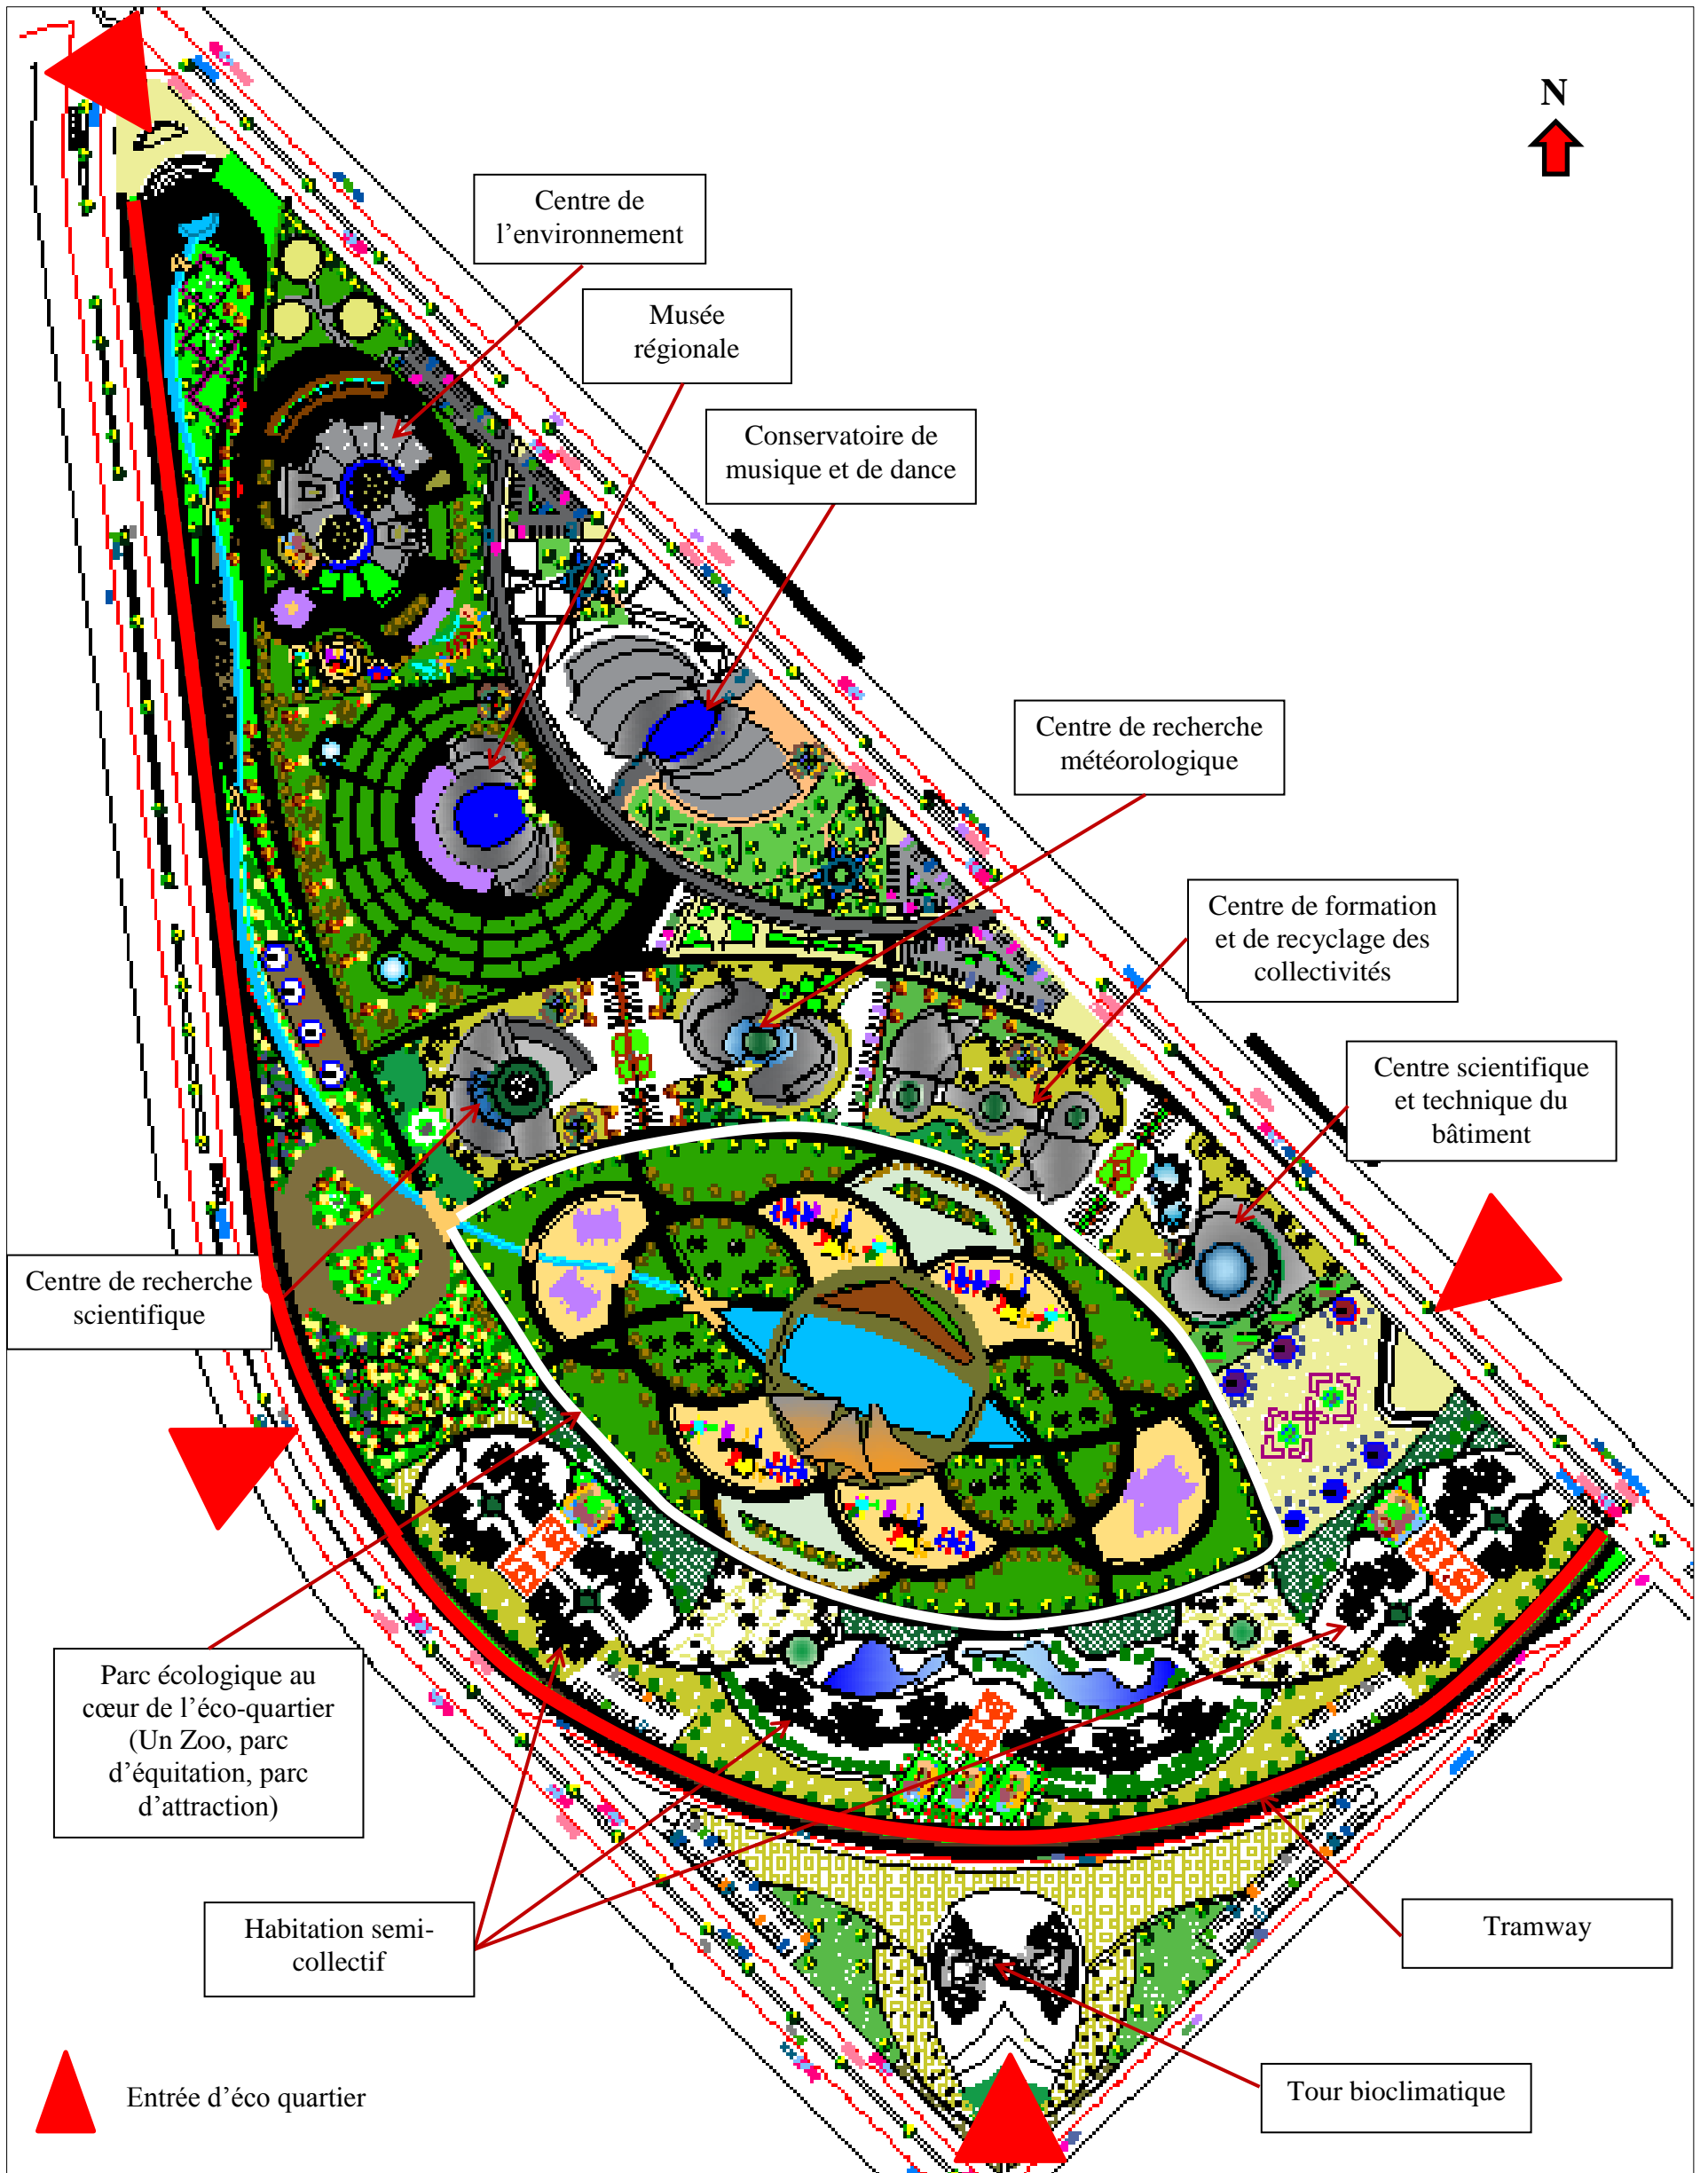 N
Centre de
l’environnement
Musée
régionale
Conservatoire de
musique et de dance
Centre de recherche
météorologique
Centre de formation
et de recyclage des
collectivités
Centre scientifique
et technique du
bâtiment
Centre de recherche
scientifique
Parc écologique au
cœur de l’éco-quartier
(Un Zoo, parc
d’équitation, parc
d’attraction)
Habitation semi-
collectif
Tramway
Tour bioclimatique
Entrée d’éco quartier